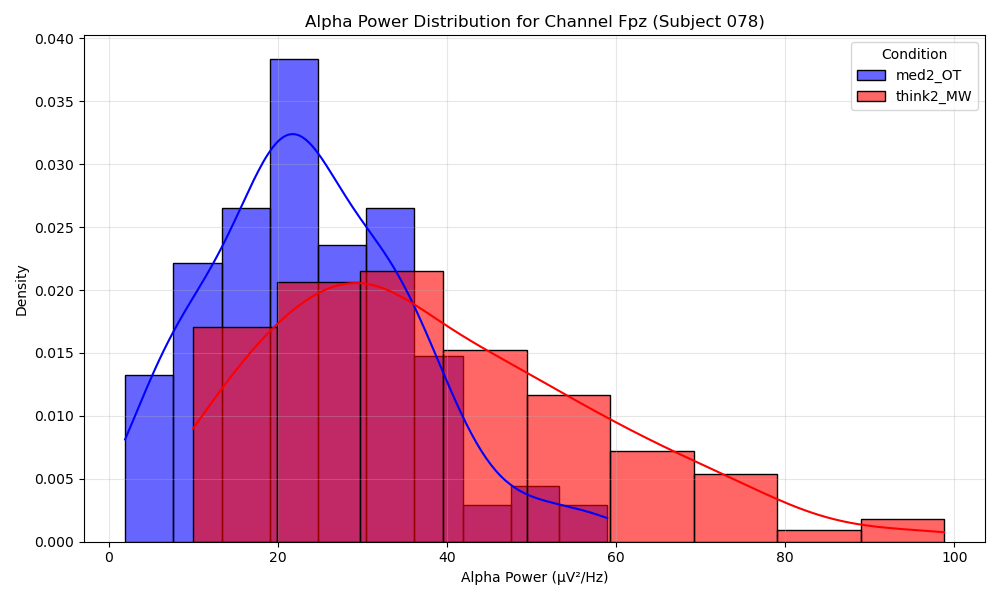 Alpha Power Distribution for Channel Fpz (Subject 078)
Condition
med2_OT
think2_MW
Density
0.040
0.035
0.030
0.025
0.020
0.015
0.010
0.005
0.000
0 20 40 60 80 100
Alpha Power (μV²/Hz)